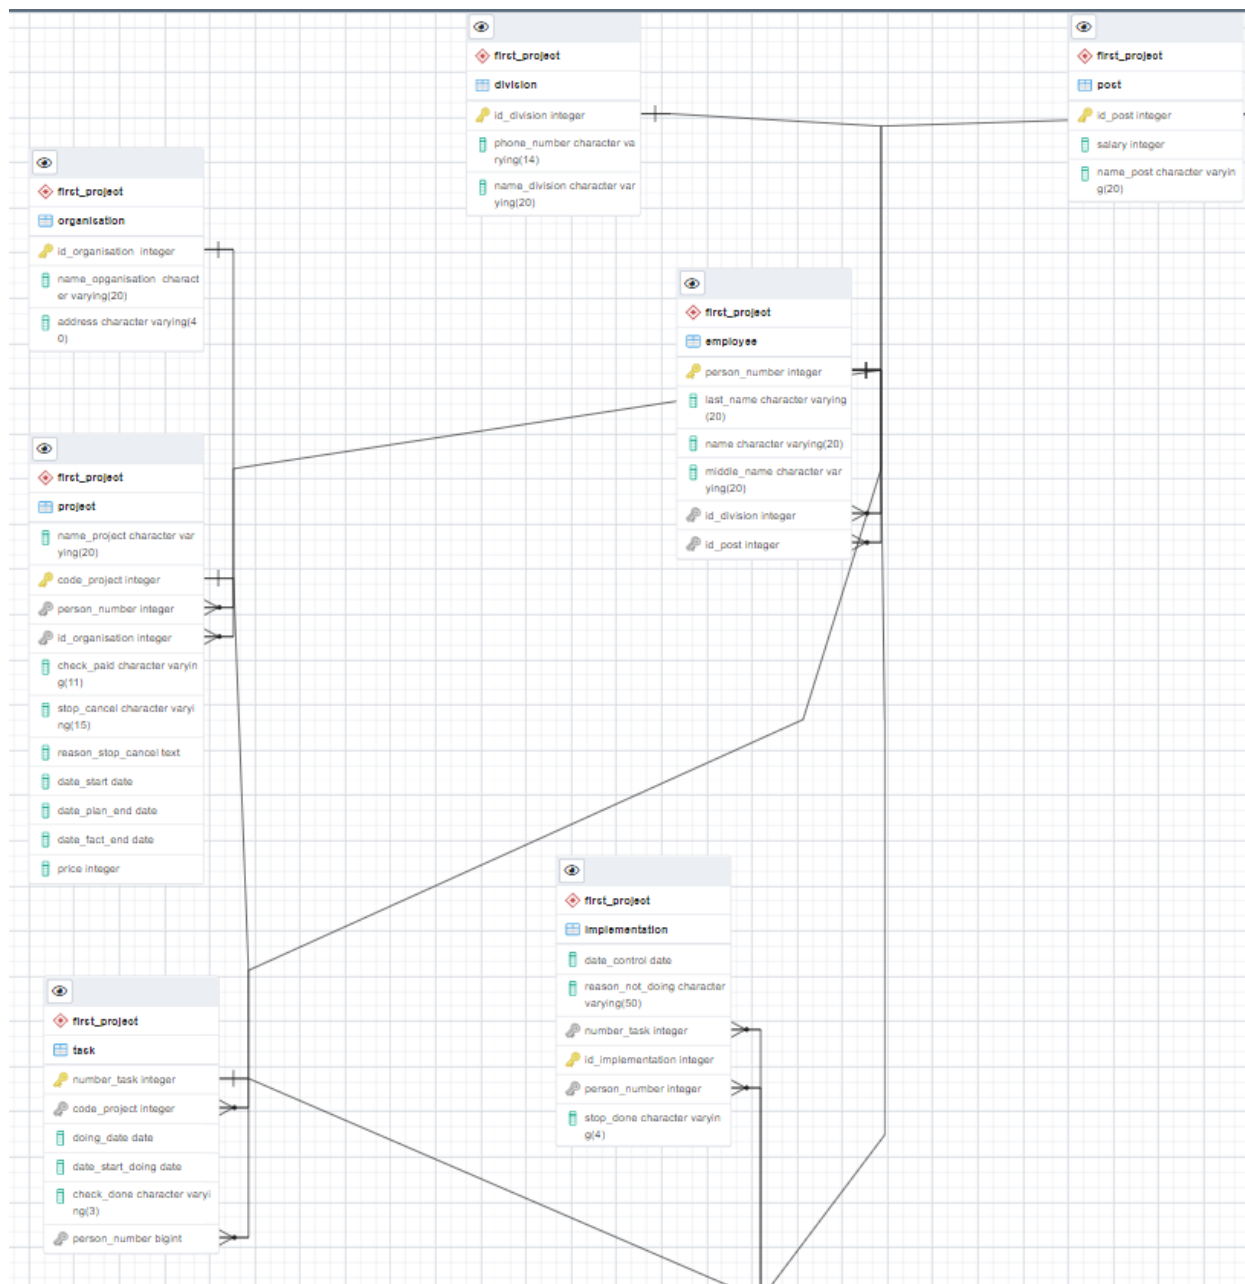 first_project
division
id_division integer
phone_number character va
rying(14)
name_division character var
ying(20)
first_project
post
id_post integer
salary integer
name_post character varyin
g(20)
first_project
organisation
id_organisation integer
name_opganisation charact
er varying(20)
address character varying(4
0)
first_project
employee
person_number integer
last_name character varying
(20)
name character varying(20)
middle_name character var
ying(20)
id_division integer
id_post integer
first_project
project
name_project character var
ying(20)
code_project integer
person_number integer
id_organisation integer
check_paid character varyin
g(11)
stop_cancel character varyi
ng(15)
reason_stop_cancel text
date_start date
date_plan_end date
date_fact_end date
price integer
first_project
implementation
date_control date
reason_not_doing character
varying(50)
number_task integer
id_implementation integer
person_number integer
stop_done character varyin
g(4)
first_project
task
number_task integer
code_project integer
doing_date date
date_start_doing date
check_done character varyi
ng(3)
person_number bigint